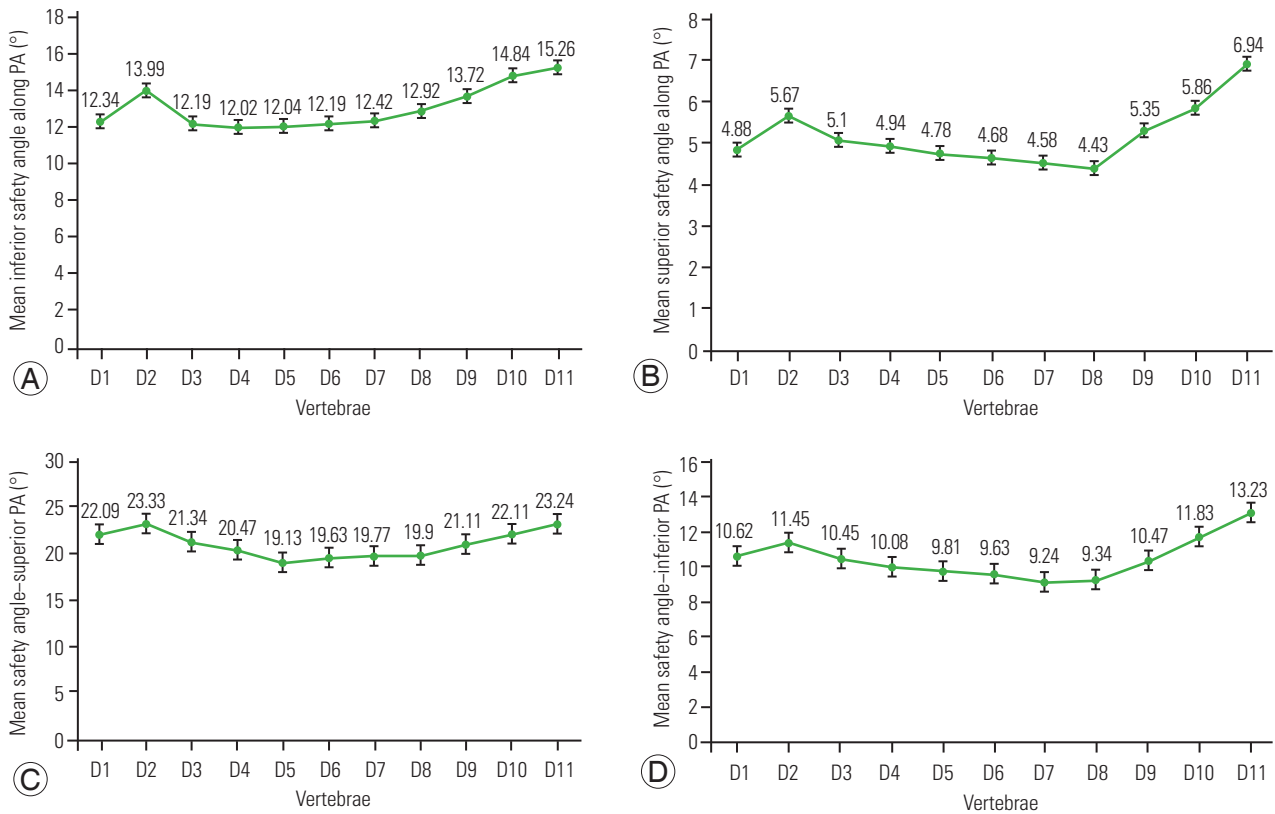 Mean inferior safety angle along PA (°)
18
16
14
12
10
8
6
4
2
0
12.34 13.99 12.19 12.02 12.04 12.19 12.42 12.92 13.72 14.84 15.26
D1 D2 D3 D4 D5 D6 D7 D8 D9 D10 D11
Vertebrae
A
Mean superior safety angle along PA (°)
8
7
6
5
4
3
2
1
0
4.88 5.67 5.1 4.94 4.78 4.68 4.58 4.43 5.35 5.86 6.94
D1 D2 D3 D4 D5 D6 D7 D8 D9 D10 D11
Vertebrae
B
Mean safety angle–superior PA (°)
30
25
20
15
10
5
0
22.09 23.33 21.34 20.47 19.13 19.63 19.77 19.9 21.11 22.11 23.24
D1 D2 D3 D4 D5 D6 D7 D8 D9 D10 D11
Vertebrae
C
Mean safety angle–inferior PA (°)
16
14
12
10
8
6
4
2
0
10.62 11.45 10.45 10.08 9.81 9.63 9.24 9.34 10.47 11.83 13.23
D1 D2 D3 D4 D5 D6 D7 D8 D9 D10 D11
Vertebrae
D